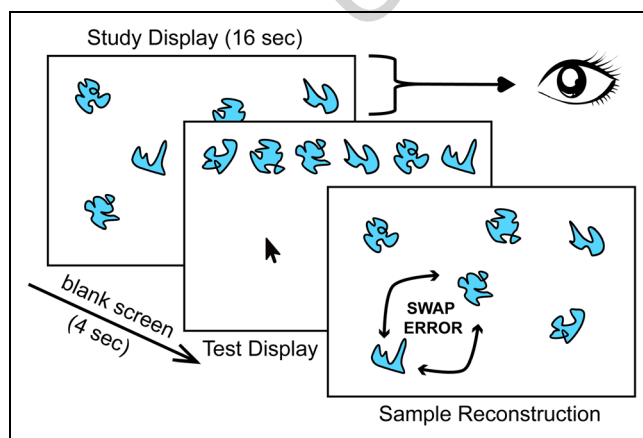 Study Display (16 sec)
blank screen
(4 sec)
Test Display
SWAP
ERROR
Sample Reconstruction